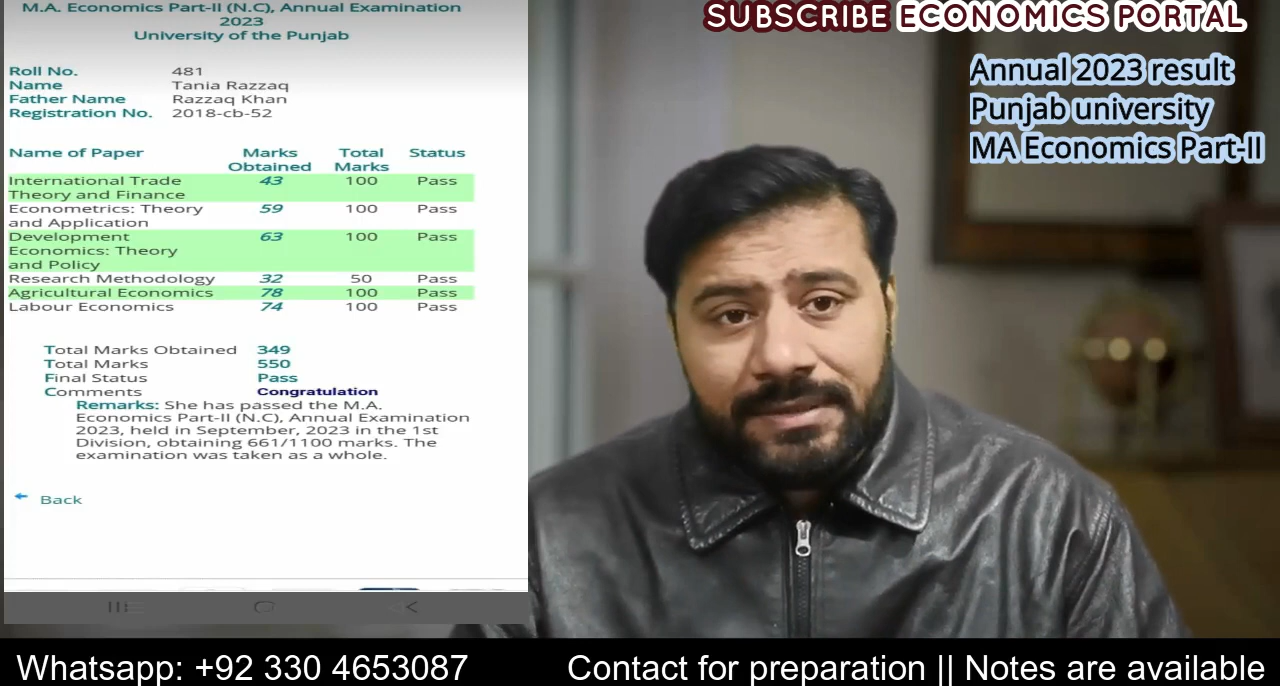 M.A. Economics Part-II (N.C), Annual Examination
2023
University of the Punjab
Roll No. 481
Name Tania Razzaq
Father Name Razzaq Khan
Registration No. 2018-cb-52
Name of Paper Marks Total Status
Obtained Marks
International Trade 43 100 Pass
Theory and Finance
Econometrics: Theory 59 100 Pass
and Application
Development 63 100 Pass
Economics: Theory
and Policy
Research Methodology 32 50 Pass
Agricultural Economics 78 100 Pass
Labour Economics 74 100 Pass
Total Marks Obtained 349
Total Marks 550
Final Status Pass
Comments Congratulation
Remarks: She has passed the M.A.
Economics Part-II (N.C), Annual Examination
2023, held in September, 2023 in the 1st
Division, obtaining 661/1100 marks. The
examination was taken as a whole.
Back
SUBSCRIBE ECONOMICS PORTAL
Annual 2023 result
Punjab university
MA Economics Part-II
Whatsapp: +92 330 4653087 Contact for preparation || Notes are available